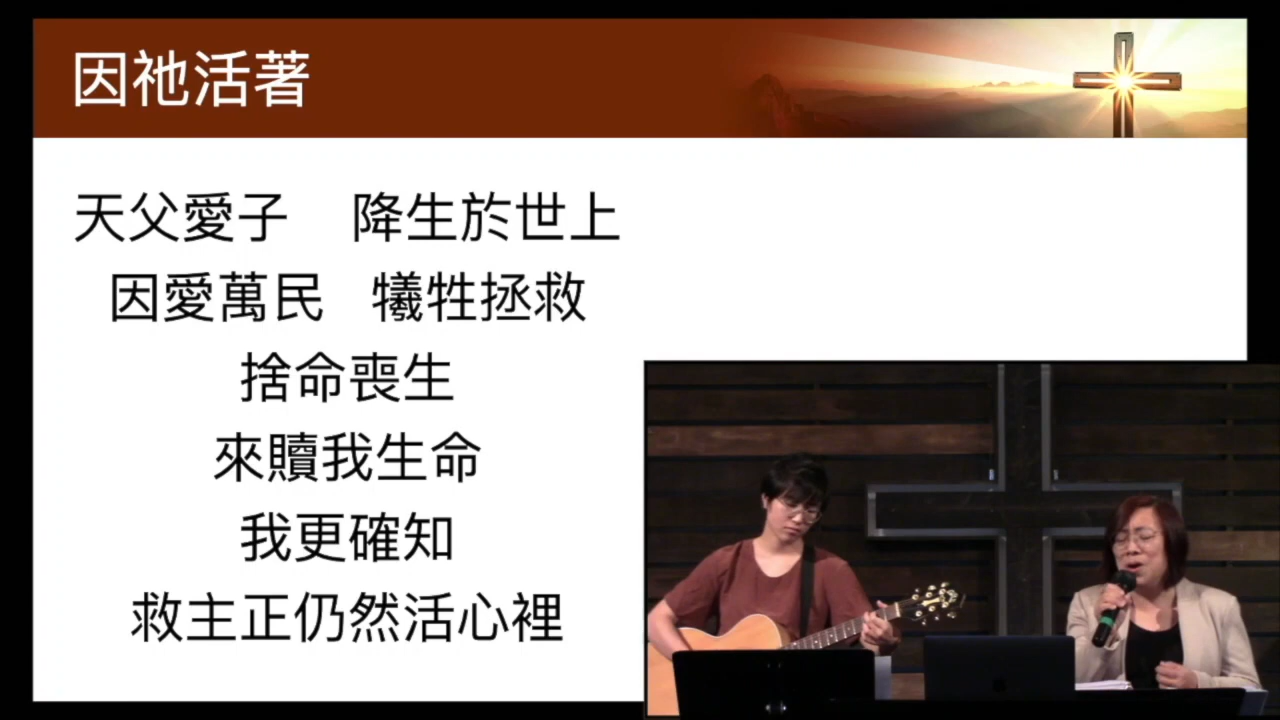 因祂活著
天父愛子 降生於世上
因愛萬民 犧牲拯救
捨命喪生
來贖我生命
我更確知
救主正仍然活心裡